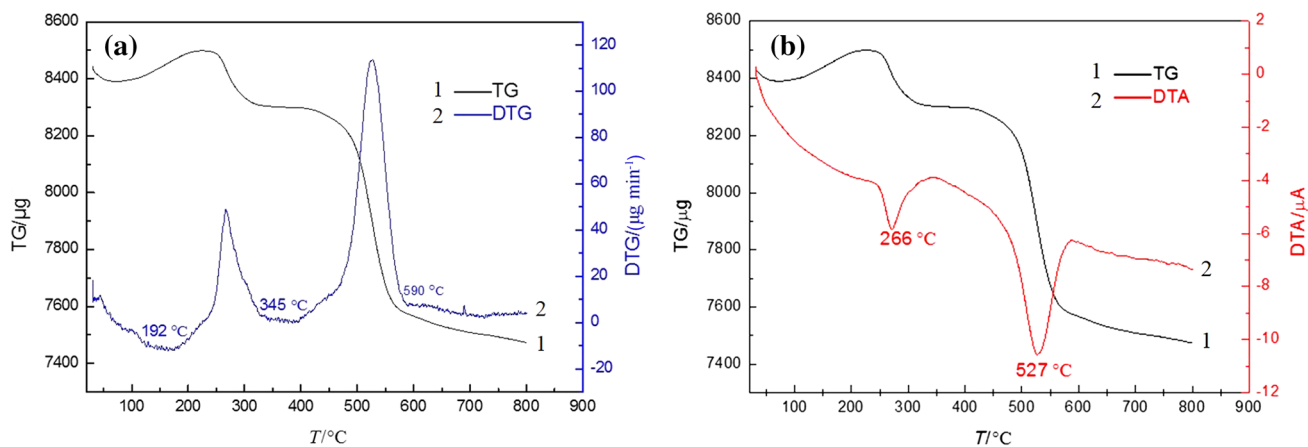 (a)
8600
8400
8200
8000
7800
7600
7400
TG/µg
100 200 300 400 500 600 700 800 900
T/°C
120
100
80
60
40
20
0
-20
DTG/(µg min⁻¹)
1 TG
2 DTG
192 °C
345 °C
590 °C
2
1
(b)
8600
8400
8200
8000
7800
7600
7400
TG/µg
100 200 300 400 500 600 700 800 900
T/°C
2
0
-2
-4
-6
-8
-10
-12
DTA/µA
1 TG
2 DTA
266 °C
527 °C
2
1